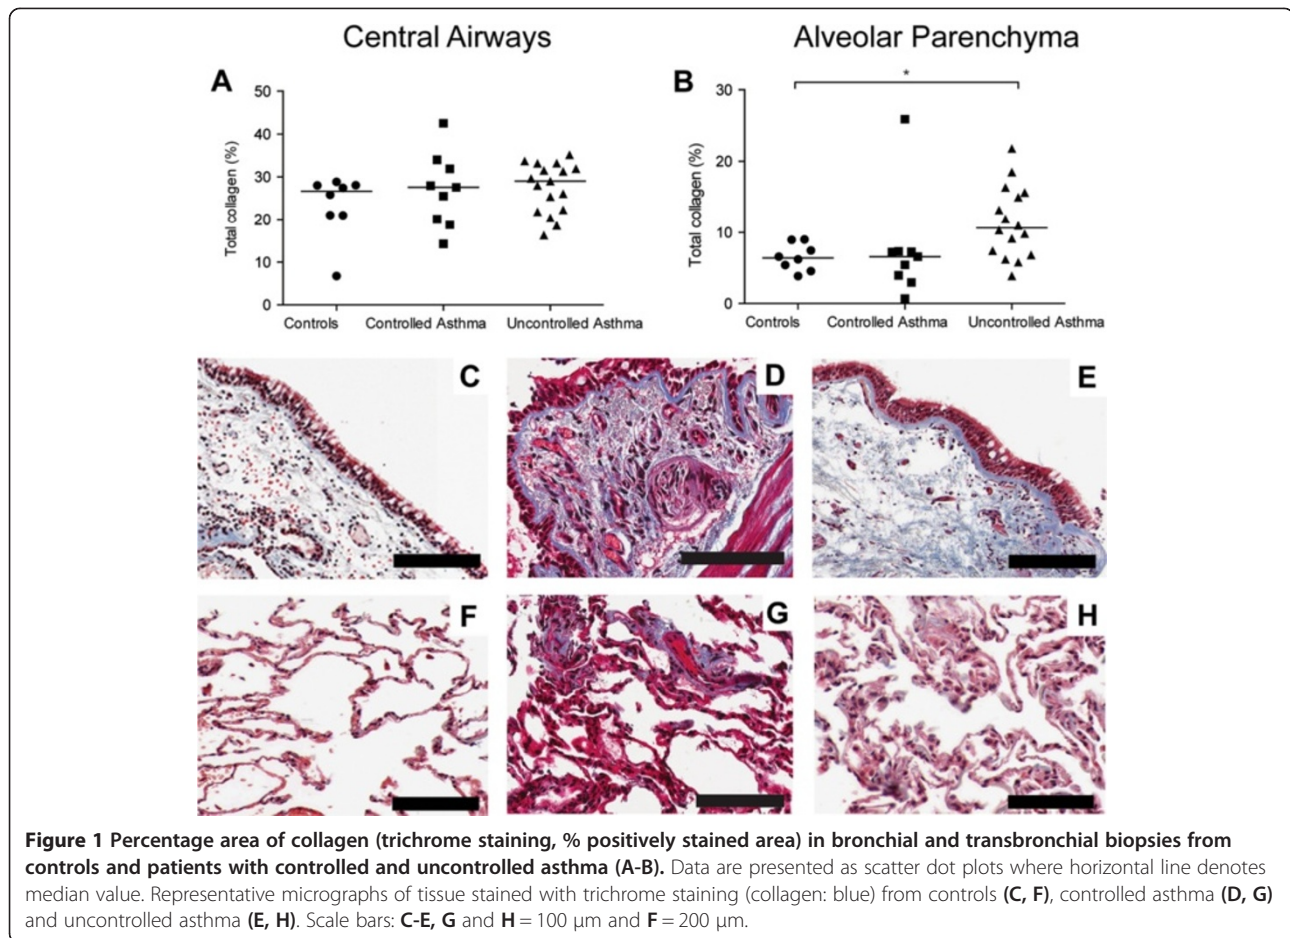 Central Airways
Alveolar Parenchyma
A
50
40
30
20
10
0
Total collagen (%)
Controls
Controlled Asthma
Uncontrolled Asthma
B
*
30
20
10
0
Total collagen (%)
Controls
Controlled Asthma
Uncontrolled Asthma
C
D
E
F
G
H
Figure 1 Percentage area of collagen (trichrome staining, % positively stained area) in bronchial and transbronchial biopsies from
controls and patients with controlled and uncontrolled asthma (A-B). Data are presented as scatter dot plots where horizontal line denotes
median value. Representative micrographs of tissue stained with trichrome staining (collagen: blue) from controls (C, F), controlled asthma (D, G)
and uncontrolled asthma (E, H). Scale bars: C-E, G and H = 100 μm and F = 200 μm.